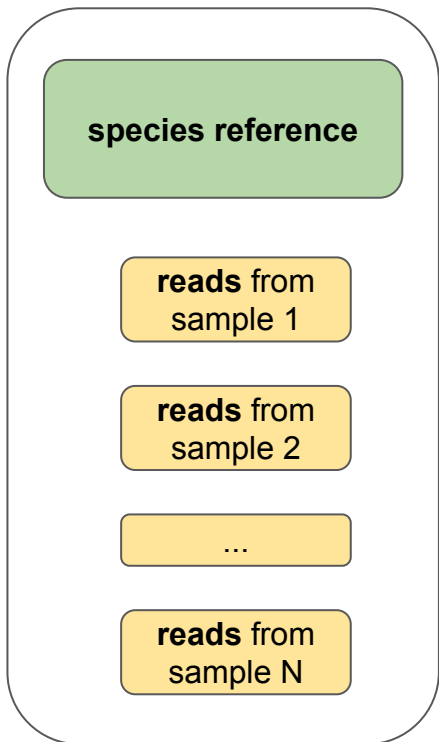 species reference
reads from
sample 1
reads from
sample 2
...
reads from
sample N